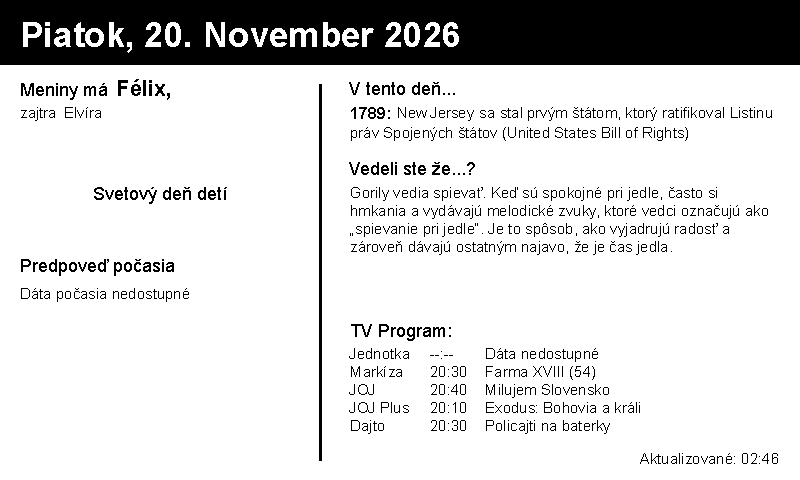 Piatok, 20. November 2026
Meniny má Félix,
zajtra Elvíra
Svetový deň detí
Predpoveď počasia
Dáta počasia nedostupné
V tento deň...
1789: New Jersey sa stal prvým štátom, ktorý ratifikoval Listinu
práv Spojených štátov (United States Bill of Rights)
Vedeli ste že...?
Gorily vedia spievať. Keď sú spokojné pri jedle, často si
hmkania a vydávajú melodické zvuky, ktoré vedci označujú ako
„spievanie pri jedle“. Je to spôsob, ako vyjadrujú radosť a
zároveň dávajú ostatným najavo, že je čas jedla.
TV Program:
Jednotka --:-- Dáta nedostupné
Markíza 20:30 Farma XVIII (54)
JOJ 20:40 Milujem Slovensko
JOJ Plus 20:10 Exodus: Bohovia a králi
Dajto 20:30 Policajti na baterky
Aktualizované: 02:46